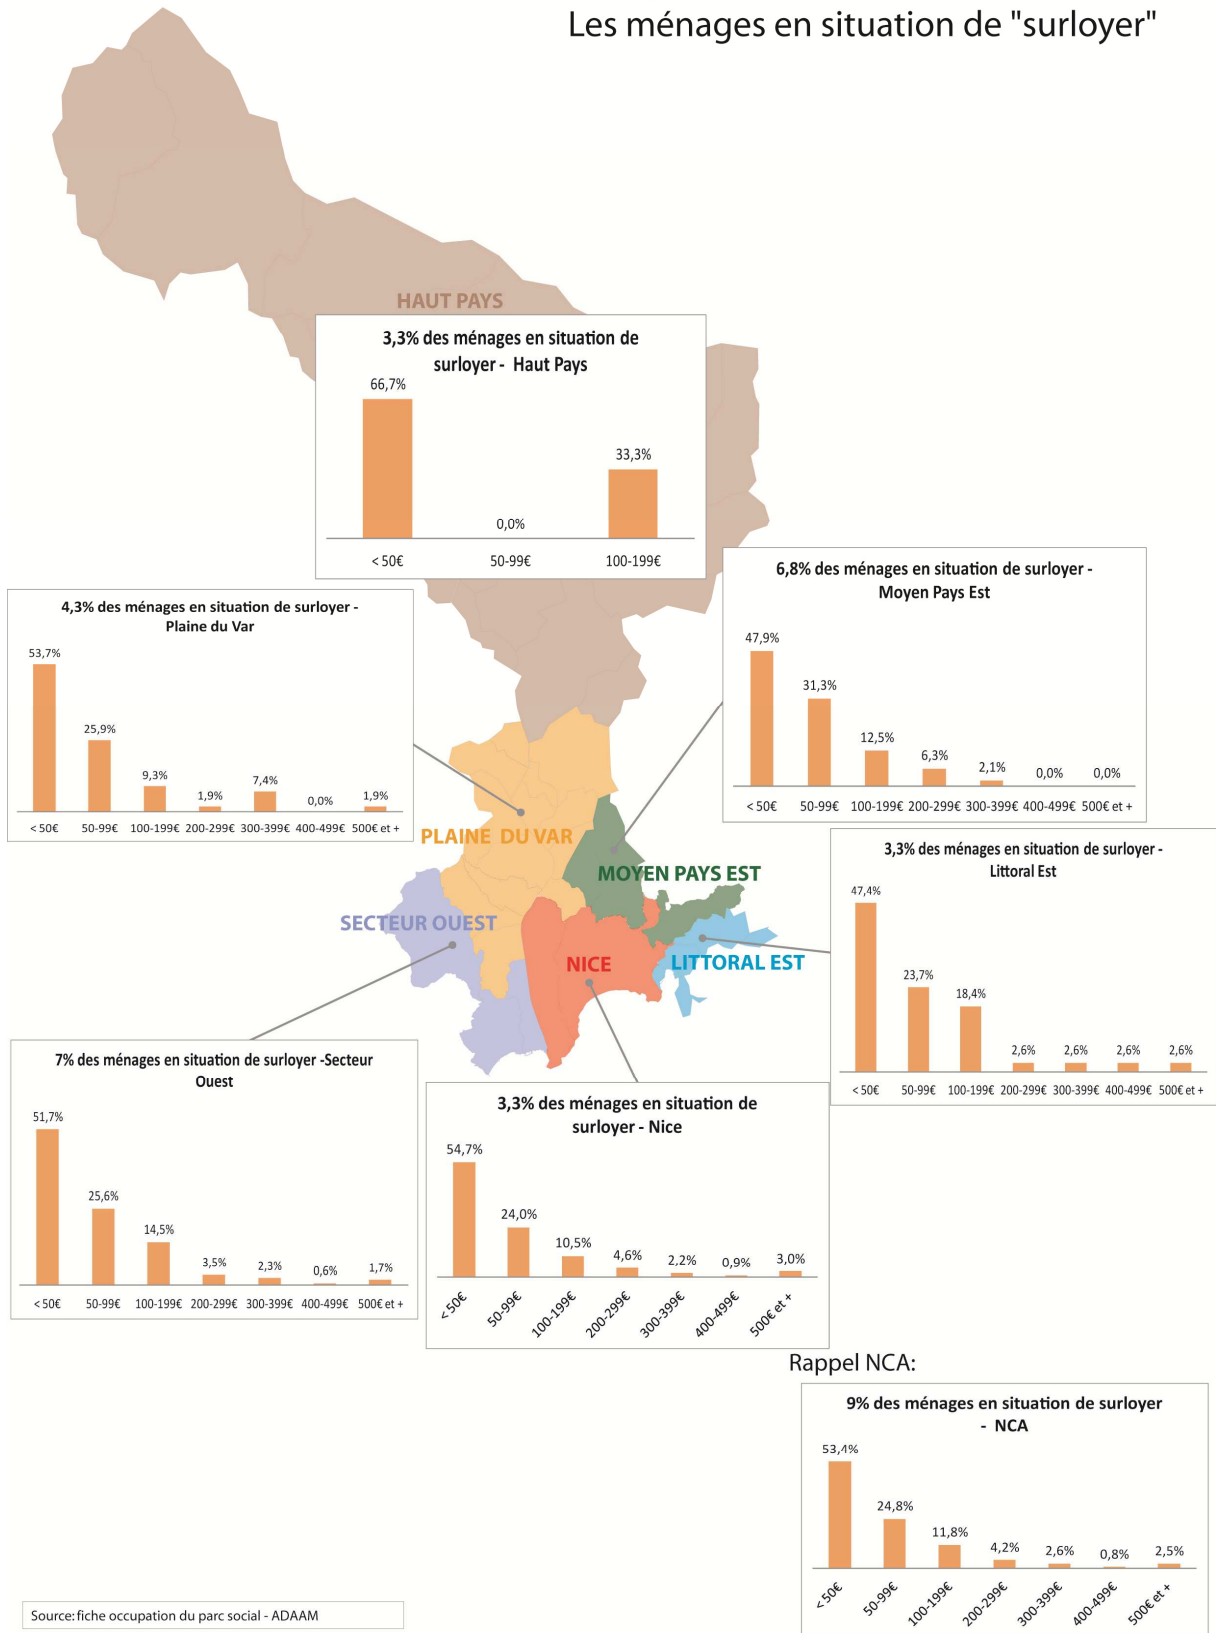 Les ménages en situation de "surloyer"
HAUT PAYS
3,3% des ménages en situation de
surloyer - Haut Pays
66,7%
0,0%
33,3%
< 50€ 50-99€ 100-199€
4,3% des ménages en situation de surloyer -
Plaine du Var
53,7%
25,9%
9,3%
1,9%
7,4%
0,0%
1,9%
< 50€ 50-99€ 100-199€ 200-299€ 300-399€ 400-499€ 500€ et +
6,8% des ménages en situation de surloyer -
Moyen Pays Est
47,9%
31,3%
12,5%
6,3%
2,1%
0,0%
0,0%
< 50€ 50-99€ 100-199€ 200-299€ 300-399€ 400-499€ 500€ et +
PLAINE DU VAR
MOYEN PAYS EST
SECTEUR OUEST
NICE
LITTORAL EST
3,3% des ménages en situation de surloyer -
Littoral Est
47,4%
23,7%
18,4%
2,6%
2,6%
2,6%
2,6%
< 50€ 50-99€ 100-199€ 200-299€ 300-399€ 400-499€ 500€ et +
7% des ménages en situation de surloyer -Secteur
Ouest
51,7%
25,6%
14,5%
3,5%
2,3%
0,6%
1,7%
< 50€ 50-99€ 100-199€ 200-299€ 300-399€ 400-499€ 500€ et +
3,3% des ménages en situation de
surloyer - Nice
54,7%
24,0%
10,5%
4,6%
2,2%
0,9%
3,0%
< 50€ 50-99€ 100-199€ 200-299€ 300-399€ 400-499€ 500€ et +
Rappel NCA:
9% des ménages en situation de surloyer
- NCA
53,4%
24,8%
11,8%
4,2%
2,6%
0,8%
2,5%
< 50€ 50-99€ 100-199€ 200-299€ 300-399€ 400-499€ 500€ et +
Source: fiche occupation du parc social - ADAAM